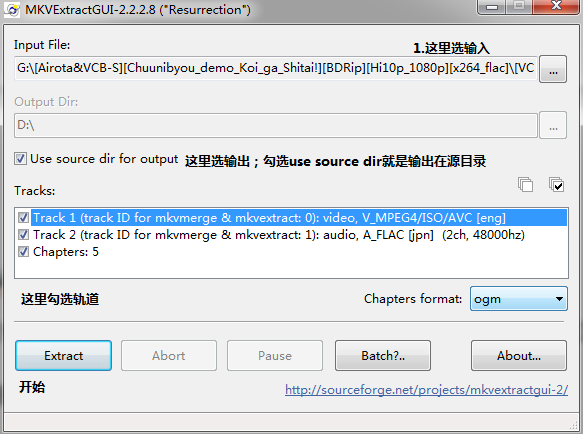 MKVExtractGUI-2.2.2.8 ("Resurrection")
Input File:
1.这里选输入
G:\[Airota&VCB-S][Chuunibyou_demo_Koi_ga_Shitai!][BDRip][Hi10p_1080p][x264_flac]\[VC
...
Output Dir:
D:\
...
Use source dir for output
这里选输出；勾选use source dir就是输出在源目录
Tracks:
Track 1 (track ID for mkvmerge & mkvextract: 0): video, V_MPEG4/ISO/AVC [eng]
Track 2 (track ID for mkvmerge & mkvextract: 1): audio, A_FLAC [jpn] (2ch, 48000hz)
Chapters: 5
这里勾选轨道
Chapters format:
ogm
Extract
Abort
Pause
Batch?..
About...
开始
http://sourceforge.net/projects/mkvextractgui-2/